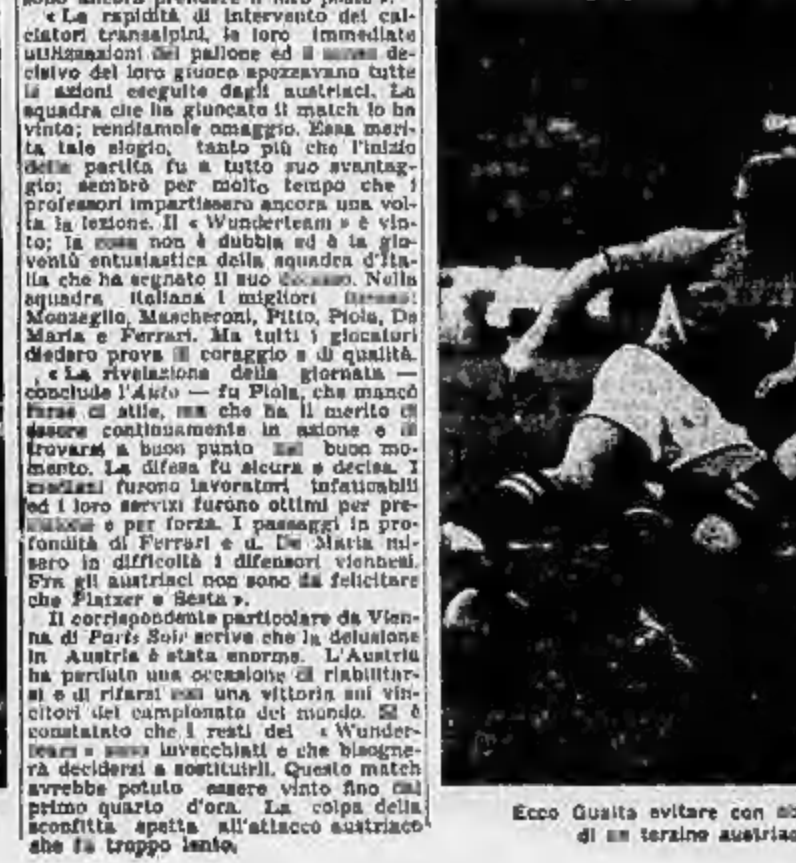 « La rapidità di intervento dei cal-
ciatori transalpini, le loro immediate
utilizzazioni del pallone ed il de-
cisivo del loro giuoco spezzavano tutte
le azioni eseguite dagli austriaci. La
squadra che ha giuocato il match lo ha
vinto; rendiamole omaggio. Essa meri-
ta tale elogio, tanto più che l'inizio
della partita fu a tutto suo svantag-
gio; sembrò per molto tempo che i
professori impartissero ancora una vol-
ta la lezione. Il « Wunderteam » è vin-
to; la cosa non è dubbia ed è la gio-
ventù entusiastica della squadra d'Ita-
lia che ha segnato il suo. Nella
squadra italiana i migliori
Monzeglio, Mascheroni, Pitto, Piola, De
Maria e Ferrari. Ma tutti i giocatori
diedero prova di coraggio e di qualità.
« La rivelazione della giornata —
conclude l'Auto — fu Piola, che mancò
forse di stile, ma che ha il merito di
essere continuamente in azione e di
trovarsi a buon punto nel buon mo-
mento. La difesa fu sicura e decisa. I
mediani furono lavoratori infaticabili
ed i loro servizi furono ottimi per pre-
cisione e per forza. I passaggi in pro-
fondità di Ferrari e di De Maria mi-
sero in difficoltà i difensori viennesi.
Fra gli austriaci non sono da felicitare
che Platzer e Sesta ».
Il corrispondente particolare da Vien-
na di Paris Soir scrive che la delusione
in Austria è stata enorme. L'Austria
ha perduto una occasione di riabilitar-
si e di rifarsi con una vittoria sui vin-
citori del campionato del mondo. Si è
constatato che i resti del « Wunder-
team » sono invecchiati e che bisogne-
rà decidersi a sostituirli. Questo match
avrebbe potuto essere vinto fino dal
primo quarto d'ora. La colpa della
sconfitta spetta all'attacco austriaco
che fu troppo lento.
Ecco Guaita evitare con
di un terzino austriac